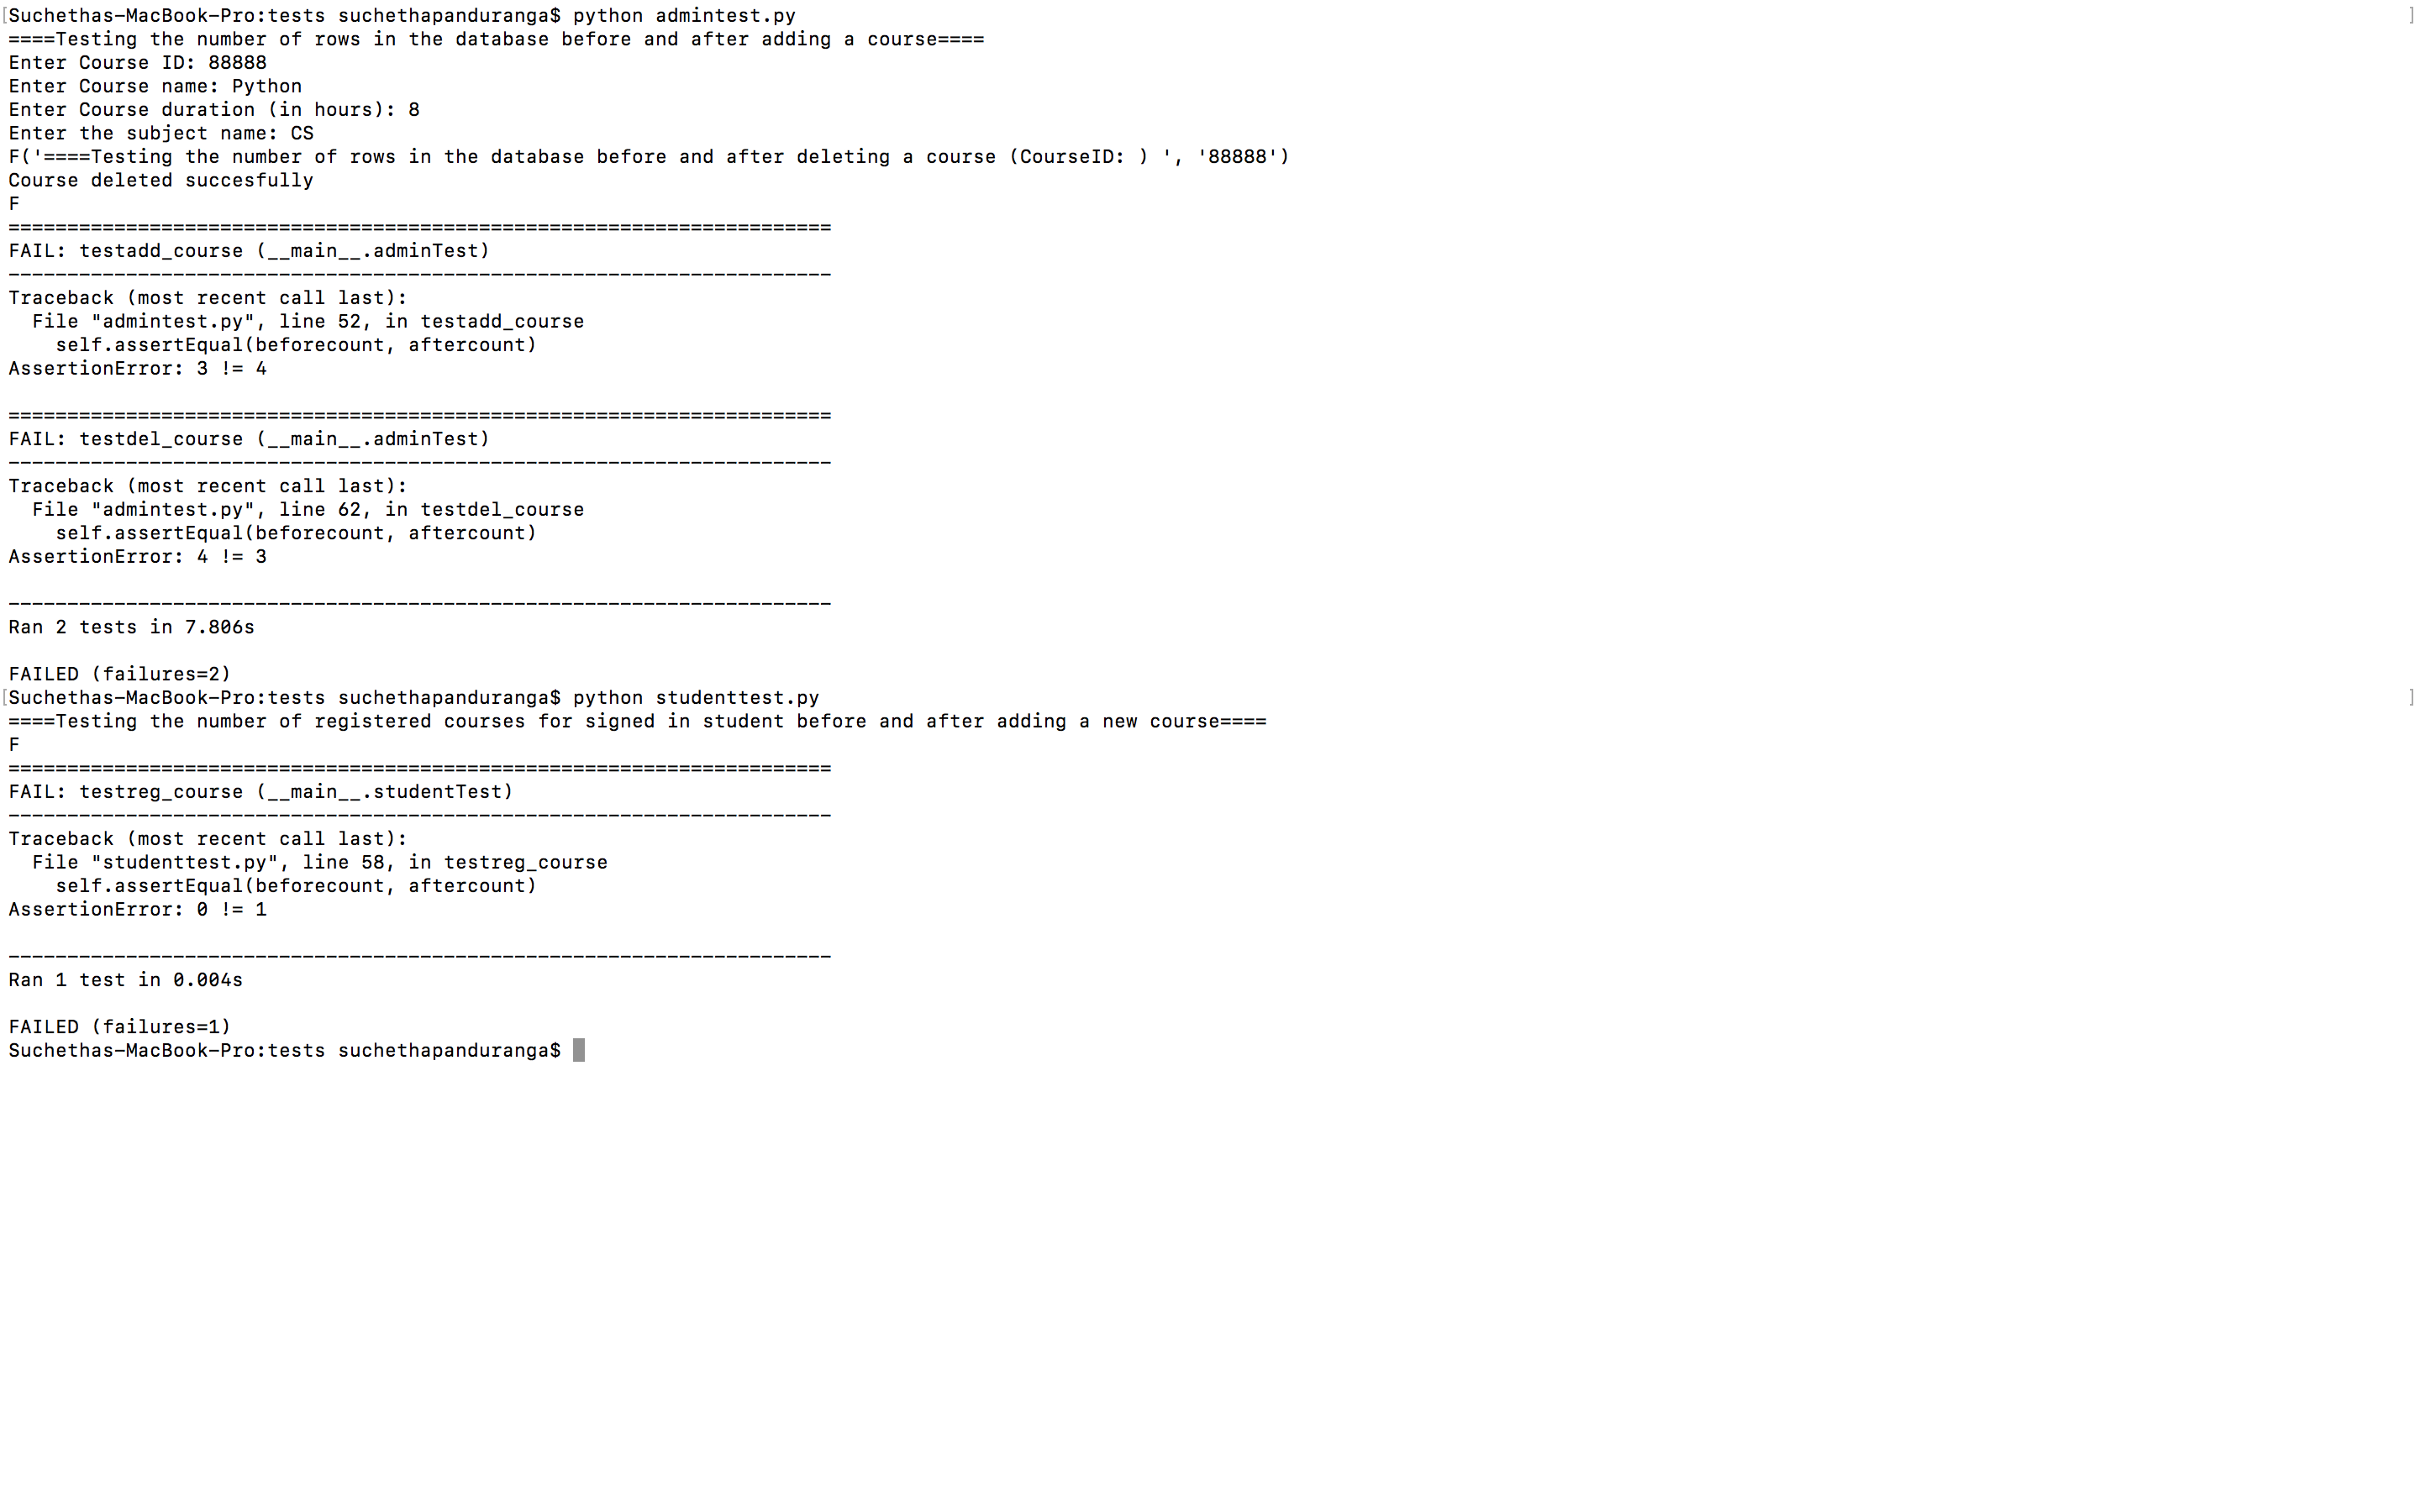 [Suchethas-MacBook-Pro:tests suchethapanduranga$ python admintest.py ]
====Testing the number of rows in the database before and after adding a course====
Enter Course ID: 88888
Enter Course name: Python
Enter Course duration (in hours): 8
Enter the subject name: CS
F('====Testing the number of rows in the database before and after deleting a course (CourseID: ) ', '88888')
Course deleted succesfully
F
======================================================================
FAIL: testadd_course (__main__.adminTest)
----------------------------------------------------------------------
Traceback (most recent call last):
  File "admintest.py", line 52, in testadd_course
    self.assertEqual(beforecount, aftercount)
AssertionError: 3 != 4

======================================================================
FAIL: testdel_course (__main__.adminTest)
----------------------------------------------------------------------
Traceback (most recent call last):
  File "admintest.py", line 62, in testdel_course
    self.assertEqual(beforecount, aftercount)
AssertionError: 4 != 3

----------------------------------------------------------------------
Ran 2 tests in 7.806s

FAILED (failures=2)
[Suchethas-MacBook-Pro:tests suchethapanduranga$ python studenttest.py ]
====Testing the number of registered courses for signed in student before and after adding a new course====
F
======================================================================
FAIL: testreg_course (__main__.studentTest)
----------------------------------------------------------------------
Traceback (most recent call last):
  File "studenttest.py", line 58, in testreg_course
    self.assertEqual(beforecount, aftercount)
AssertionError: 0 != 1

----------------------------------------------------------------------
Ran 1 test in 0.004s

FAILED (failures=1)
Suchethas-MacBook-Pro:tests suchethapanduranga$